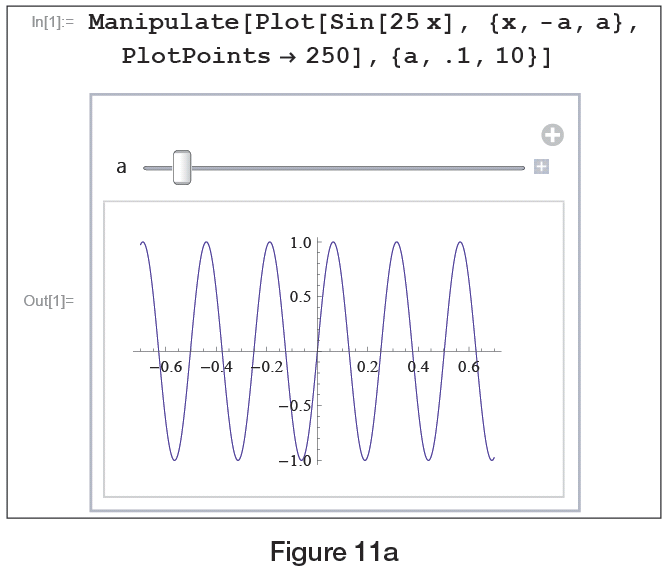 In[1]:= Manipulate[Plot[Sin[25 x], {x, -a, a},
PlotPoints → 250], {a, .1, 10}]
a
Out[1]=
1.0
0.5
−0.6 −0.4 −0.2 0.2 0.4 0.6
−0.5
−1.0
Figure 11a